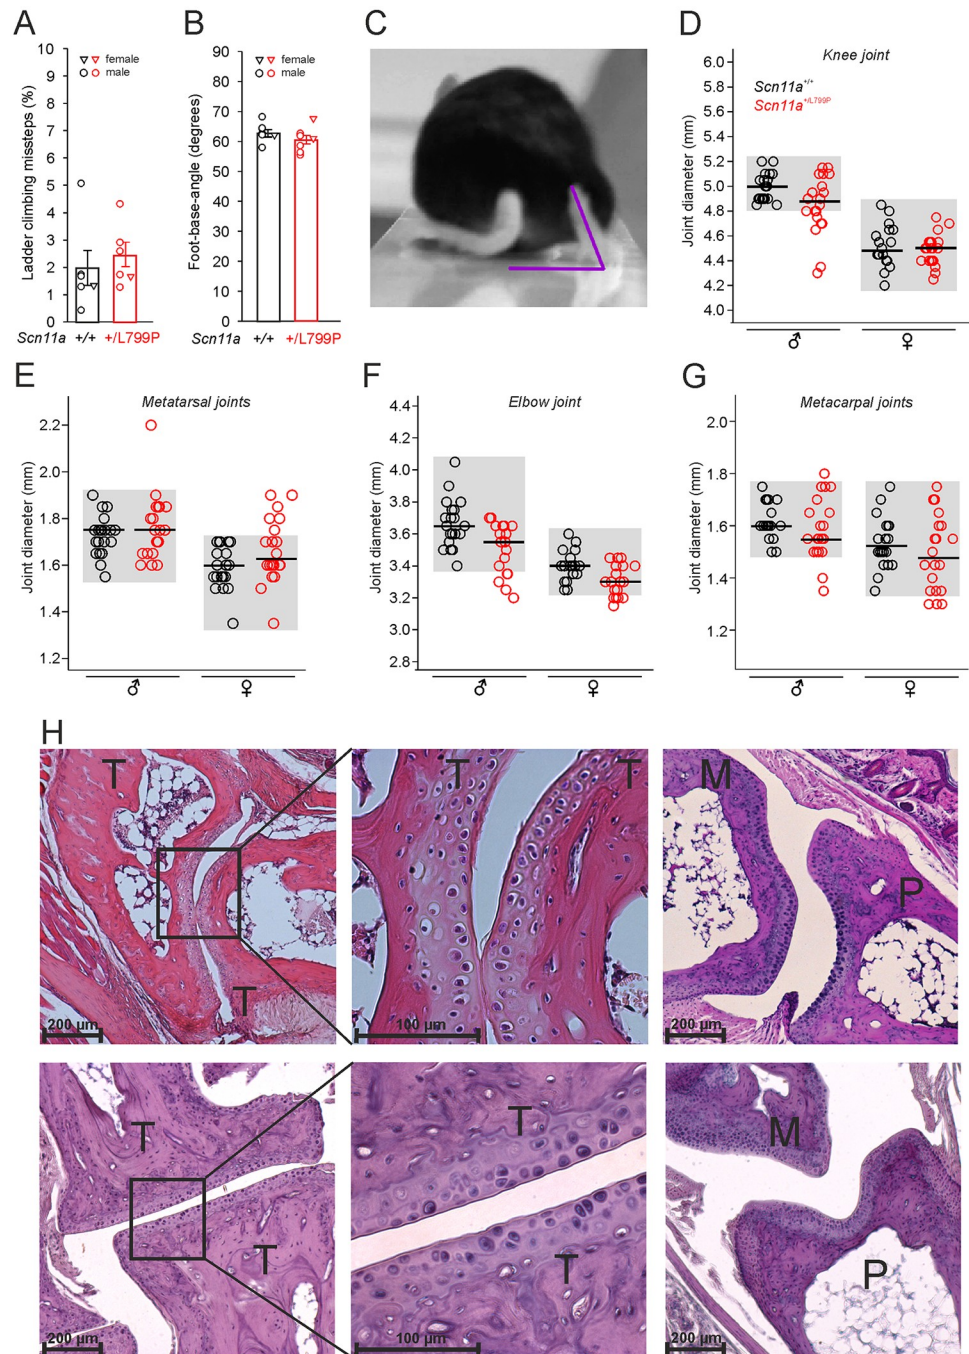 A
Ladder climbing missteps (%)
10
9
8
7
6
5
4
3
2
1
0
female
male
Scn11a +/+ +/L799P
B
Foot-base-angle (degrees)
90
80
70
60
50
40
30
20
10
0
female
male
+/+ +/L799P
C
D
Knee joint
Joint diameter (mm)
6.0
5.8
5.6
5.4
5.2
5.0
4.8
4.6
4.4
4.2
4.0
Scn11a+/+
Scn11a+/L799P
♂ ♀
E
Metatarsal joints
Joint diameter (mm)
2.2
2.0
1.8
1.6
1.4
1.2
♂ ♀
F
Elbow joint
Joint diameter (mm)
4.4
4.2
4.0
3.8
3.6
3.4
3.2
3.0
2.8
♂ ♀
G
Metacarpal joints
Joint diameter (mm)
2.0
1.8
1.6
1.4
1.2
♂ ♀
H
T
T
200 µm
T T
100 µm
M
P
200 µm
T
T
200 µm
T
T
100 µm
M
P
200 µm